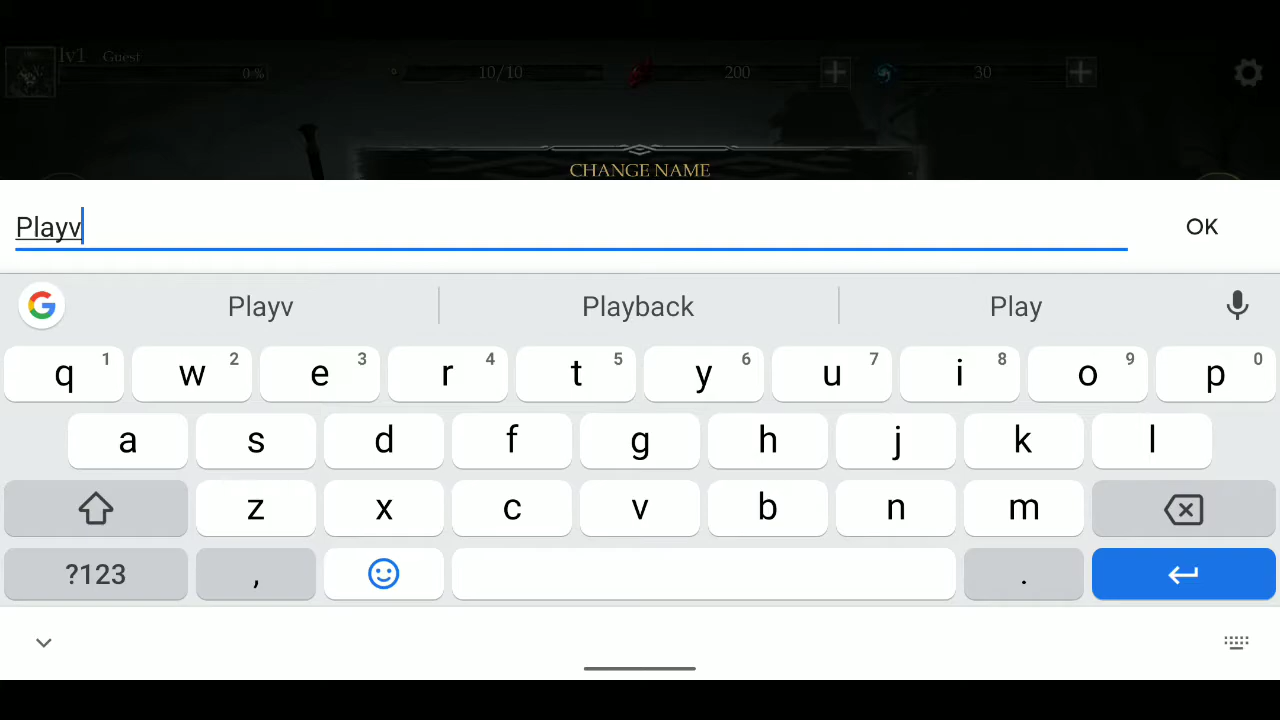 lv1 Guest
0 % 10/10 200 30
CHANGE NAME
Playv OK
Playv Playback Play
q 1 w 2 e 3 r 4 t 5 y 6 u 7 i 8 o 9 p 0
a s d f g h j k l
z x c v b n m
?123 , .